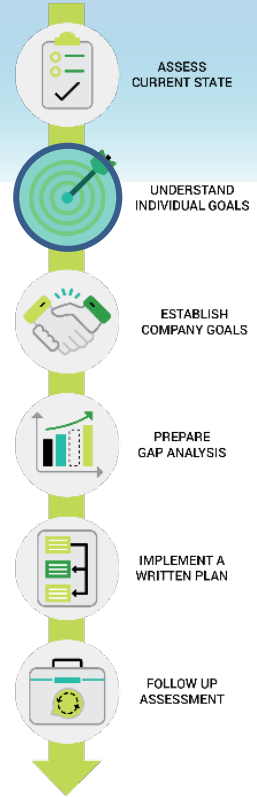 ASSESS
CURRENT STATE
UNDERSTAND
INDIVIDUAL GOALS
ESTABLISH
COMPANY GOALS
PREPARE
GAP ANALYSIS
IMPLEMENT A
WRITTEN PLAN
FOLLOW UP
ASSESSMENT